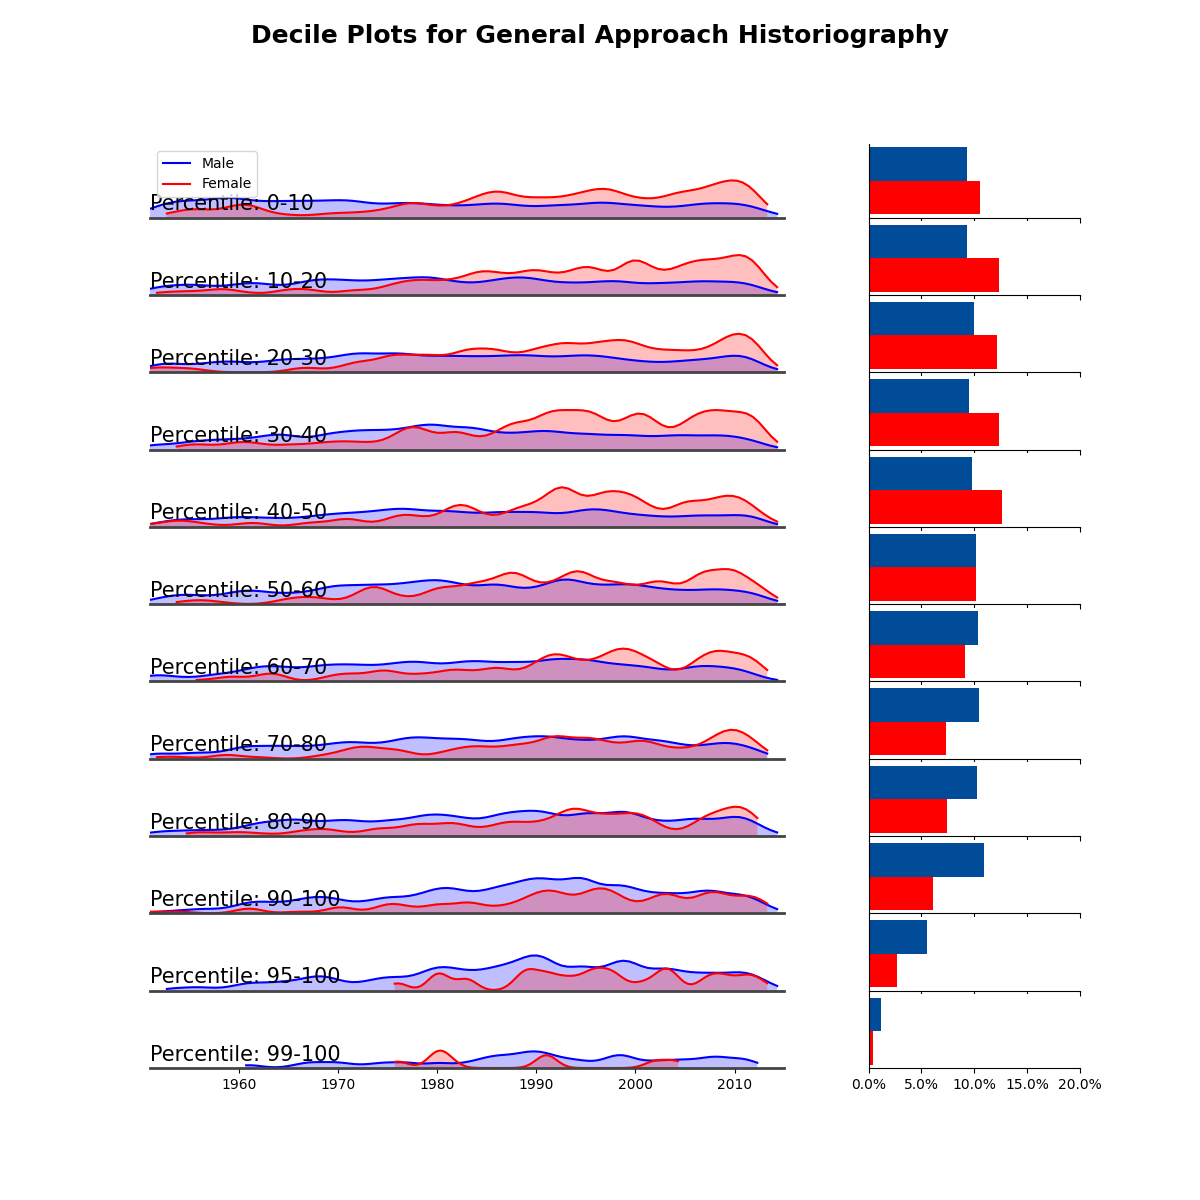 Decile Plots for General Approach Historiography
Male
Female
Percentile: 0-10
Percentile: 10-20
Percentile: 20-30
Percentile: 30-40
Percentile: 40-50
Percentile: 50-60
Percentile: 60-70
Percentile: 70-80
Percentile: 80-90
Percentile: 90-100
Percentile: 95-100
Percentile: 99-100
1960 1970 1980 1990 2000 2010
0.0% 5.0% 10.0% 15.0% 20.0%